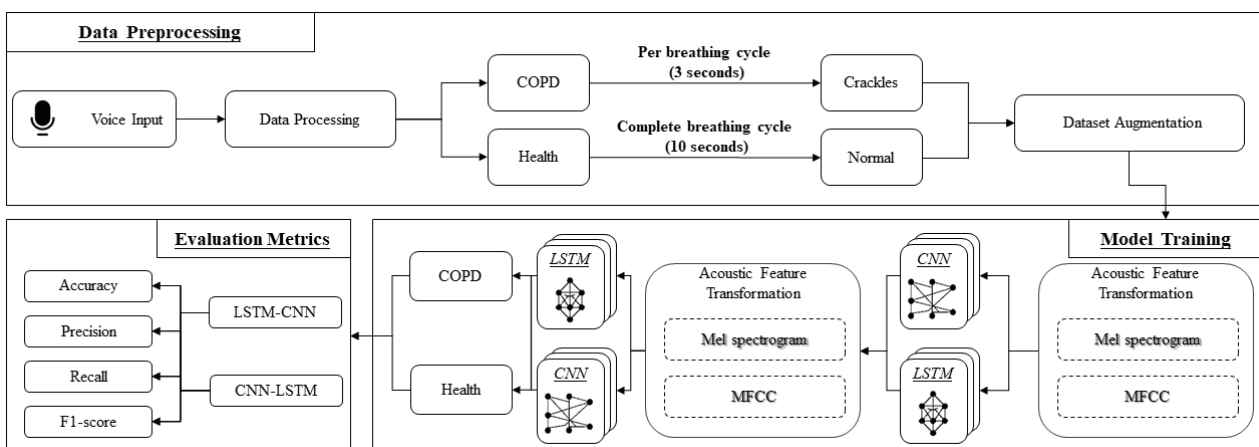 Data Preprocessing
Voice Input
Data Processing
COPD
Health
Per breathing cycle
(3 seconds)
Complete breathing cycle
(10 seconds)
Crackles
Normal
Dataset Augmentation
Model Training
Acoustic Feature
Transformation
Mel spectrogram
MFCC
CNN
LSTM
Acoustic Feature
Transformation
Mel spectrogram
MFCC
LSTM
CNN
COPD
Health
Evaluation Metrics
LSTM-CNN
CNN-LSTM
Accuracy
Precision
Recall
F1-score